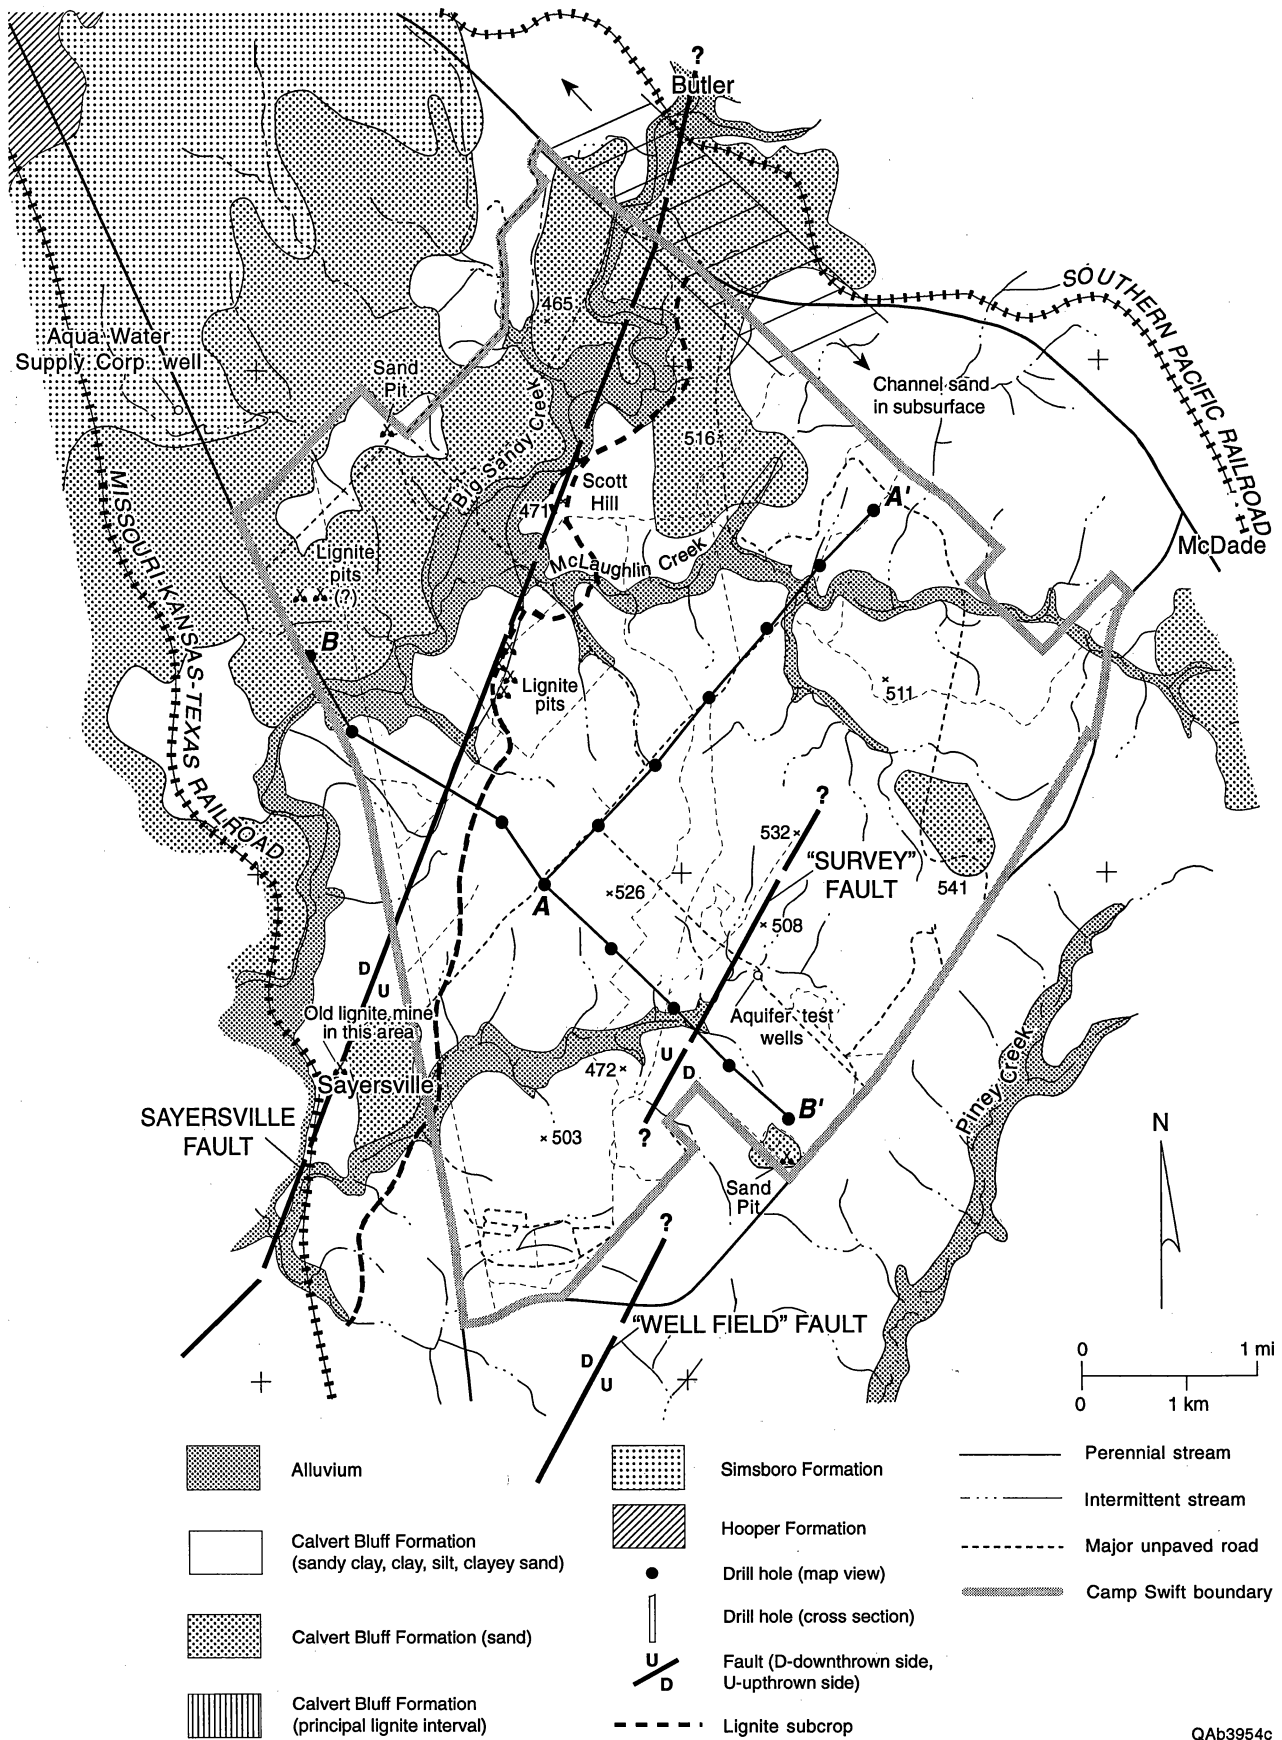 ?
Butler
SOUTHERN PACIFIC RAILROAD
Aqua Water
Supply Corp well
465
Sand
Pit
Channel sand
in subsurface
Big Sandy Creek
516
MISSOURI-KANSAS-TEXAS RAILROAD
Scott
Hill
471
A'
McDade
Lignite
pits
(?)
McLaughlin Creek
B
Lignite
pits
511
?
532
"SURVEY"
FAULT
541
526
A
508
D
U
Old lignite mine
in this area
Aquifer test
wells
Sayersville
472
U
D
Piney Creek
SAYERSVILLE
FAULT
B'
?
503
N
Sand
Pit
?
"WELL FIELD" FAULT
D
U
0 1 mi
0 1 km
Alluvium
Calvert Bluff Formation
(sandy clay, clay, silt, clayey sand)
Calvert Bluff Formation (sand)
Calvert Bluff Formation
(principal lignite interval)
Simsboro Formation
Hooper Formation
Drill hole (map view)
Drill hole (cross section)
U
D
Fault (D-downthrown side,
U-upthrown side)
Lignite subcrop
Perennial stream
Intermittent stream
Major unpaved road
Camp Swift boundary
QAb3954c